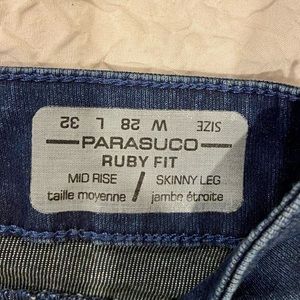 SIZE W 28 L 32
PARASUCO
RUBY FIT
MID RISE / SKINNY LEG
taille moyenne / jambe étroite